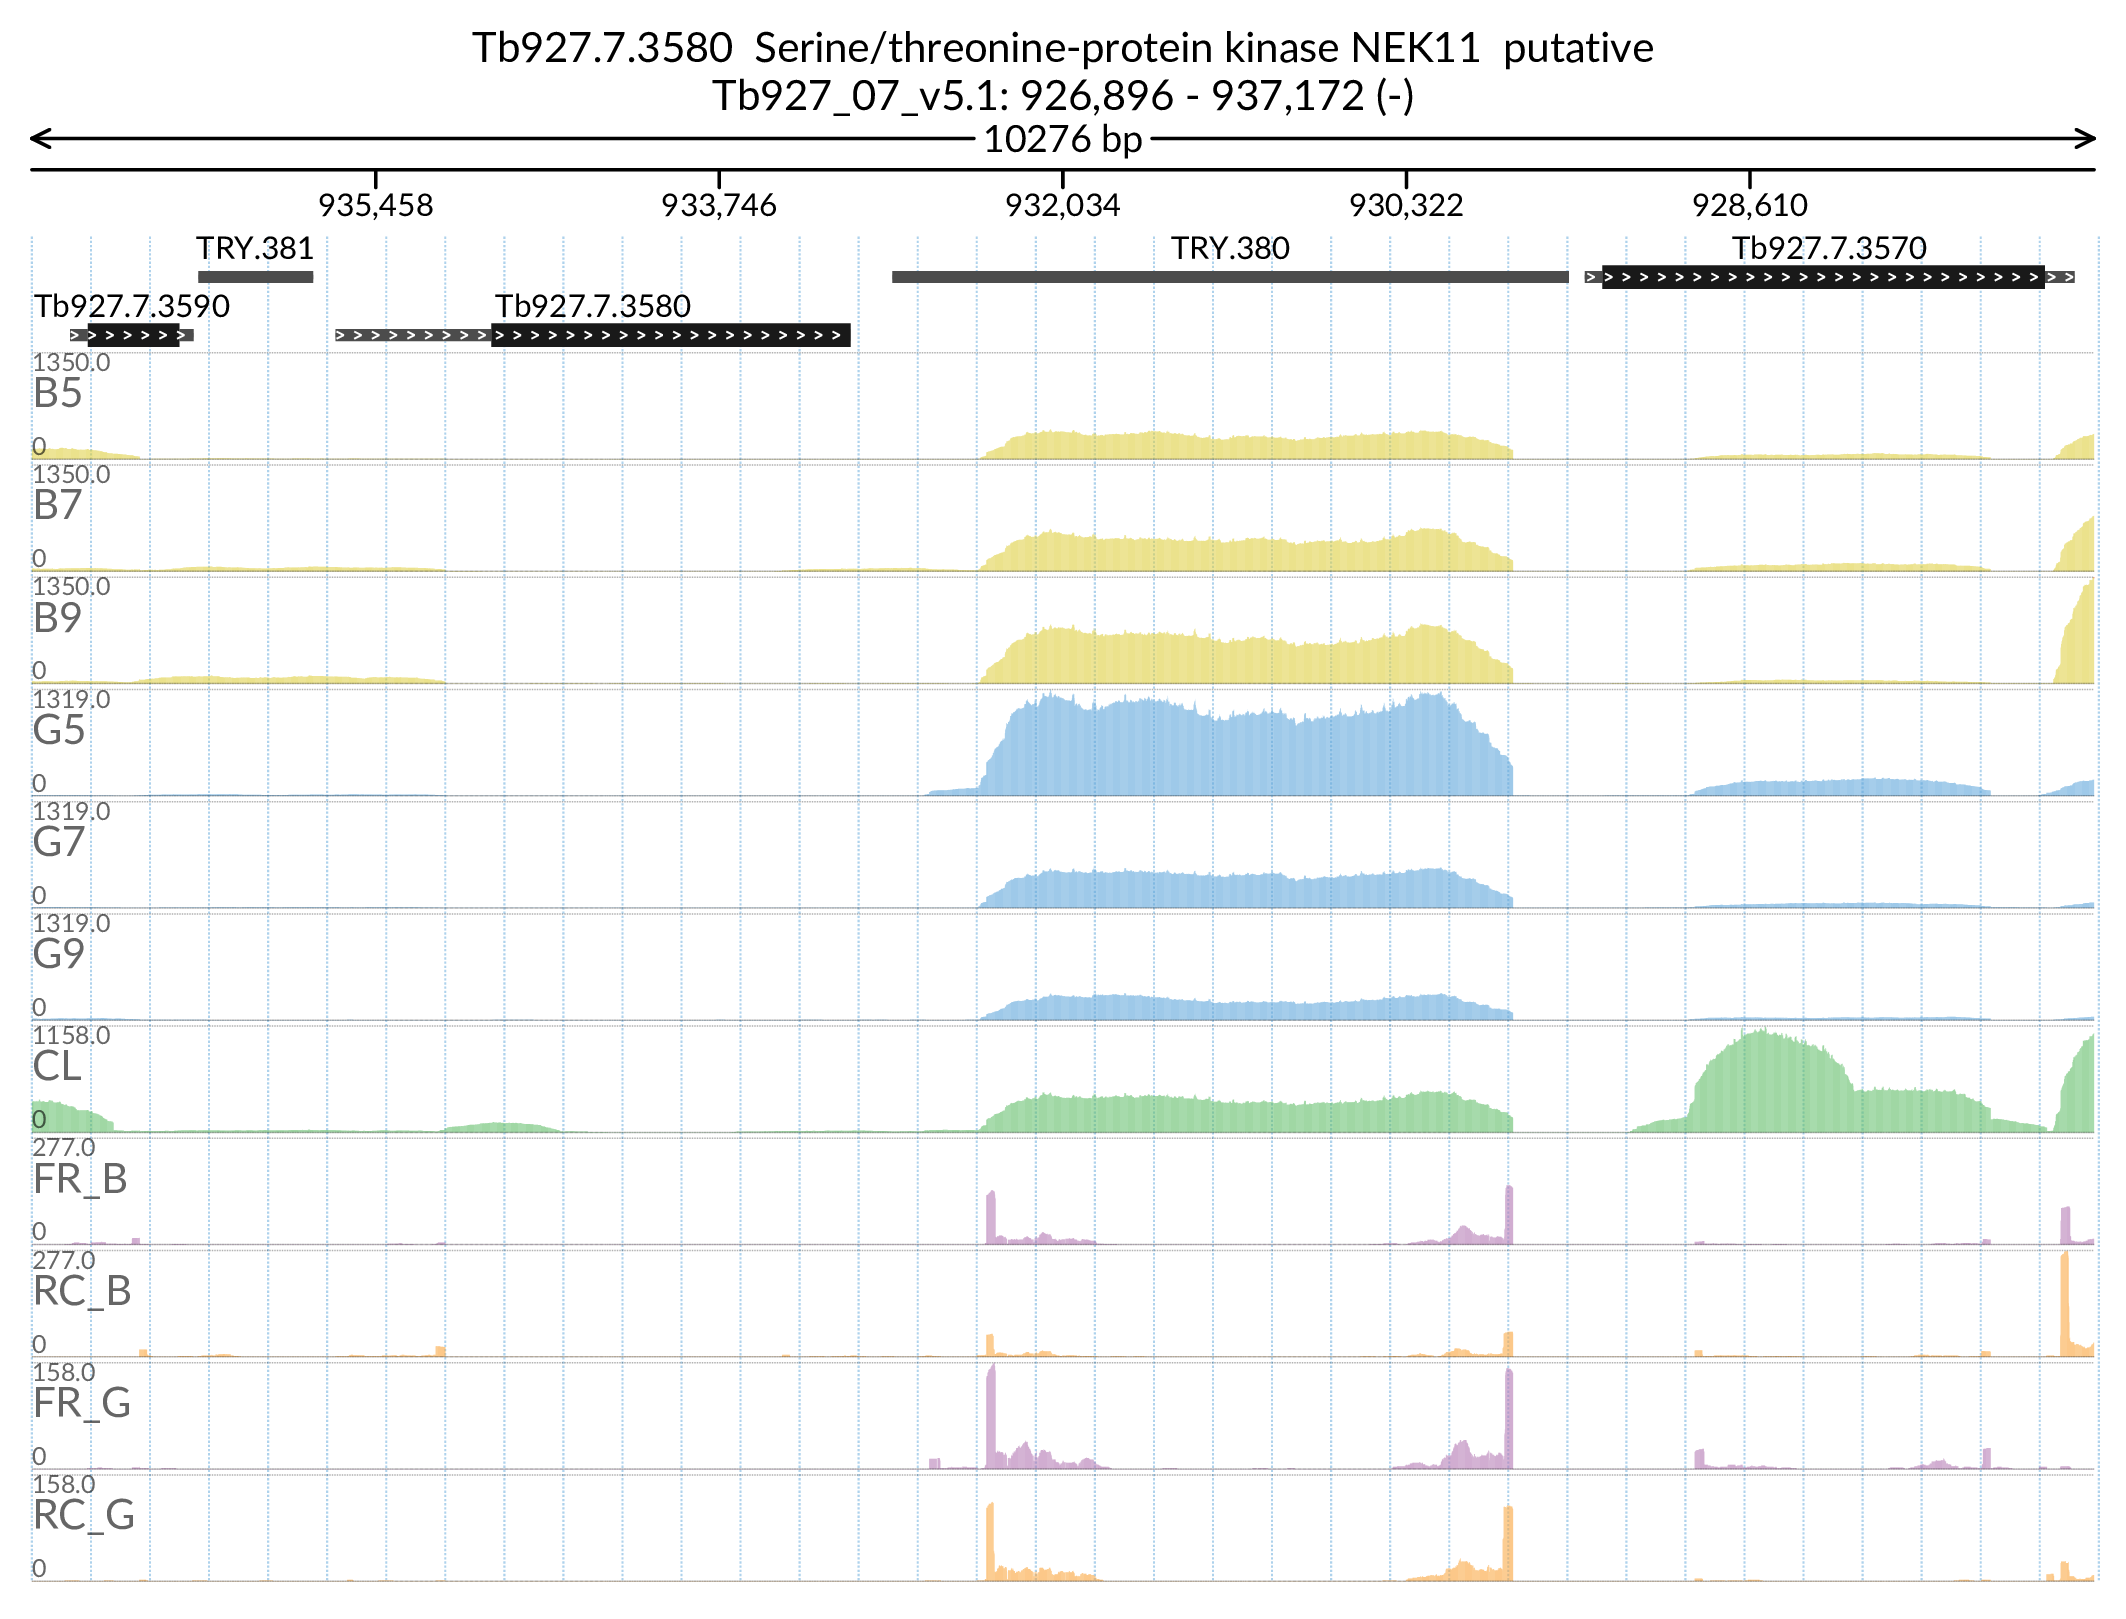 Tb927.7.3580  Serine/threonine-protein kinase NEK11  putative
Tb927_07_v5.1: 926,896 - 937,172 (-)
10276 bp
935,458 933,746 932,034 930,322 928,610
TRY.381 TRY.380 Tb927.7.3570
Tb927.7.3590 Tb927.7.3580
1350.0
B5
0
1350.0
B7
0
1350.0
B9
0
1319.0
G5
0
1319.0
G7
0
1319.0
G9
0
1158.0
CL
0
277.0
FR_B
0
277.0
RC_B
0
158.0
FR_G
0
158.0
RC_G
0